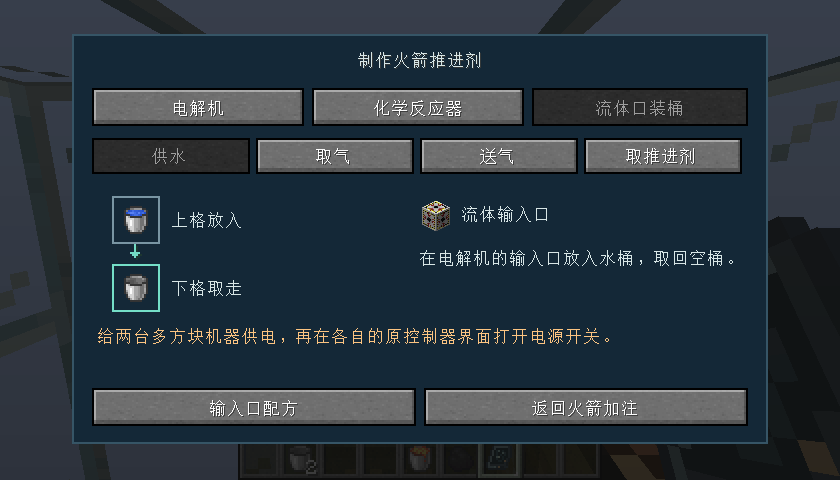 制作火箭推进剂
电解机 化学反应器 流体口装桶
供水 取气 送气 取推进剂
上格放入
流体输入口
在电解机的输入口放入水桶，取回空桶。
下格取走
给两台多方块机器供电，再在各自的原控制器界面打开电源开关。
输入口配方 返回火箭加注
2